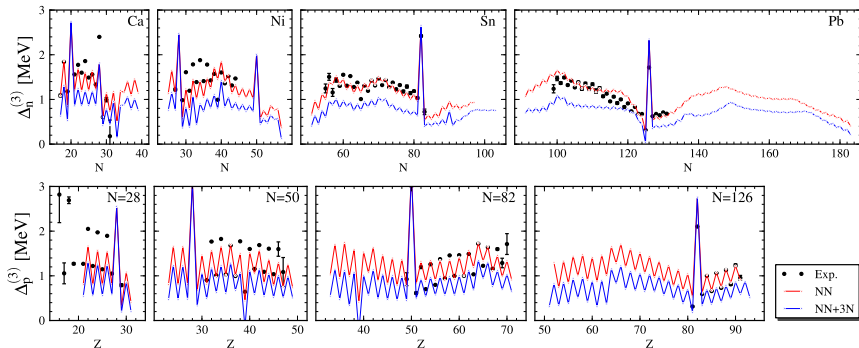 Ca
Ni
Sn
Pb
Δn(3) [MeV]
3
2
1
0
20 30 40
30 40 50
60 80 100
100 120 140 160 180
N
N
N
N
N=28
N=50
N=82
N=126
Δp(3) [MeV]
3
2
1
0
20 30
30 40 50
40 50 60 70
50 60 70 80 90
Z
Z
Z
Z
Exp.
NN
NN+3N